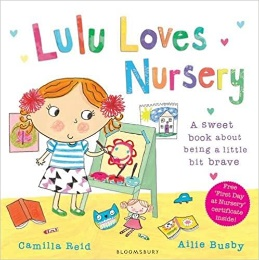 Lulu Loves
Nursery
A sweet
book about
being a little
bit brave
Free
"First Day
at Nursery"
certificate
inside!
Camilla Reid
BLOOMSBURY
Ailie Busby